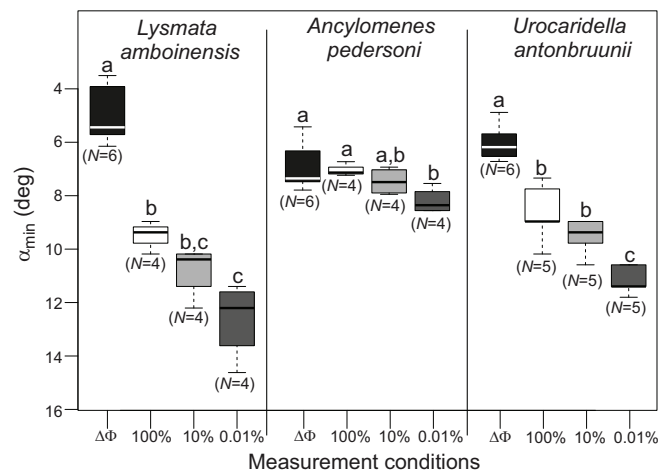 Lysmata amboinensis
Ancylomenes pedersoni
Urocaridella antonbruunii
α_min (deg)
4
6
8
10
12
14
16
a
(N=6)
b
(N=4)
b,c
(N=4)
c
(N=4)
a
(N=6)
a
(N=4)
a,b
(N=4)
b
(N=4)
a
(N=6)
b
(N=5)
b
(N=5)
c
(N=5)
ΔΦ 100% 10% 0.01% ΔΦ 100% 10% 0.01% ΔΦ 100% 10% 0.01%
Measurement conditions